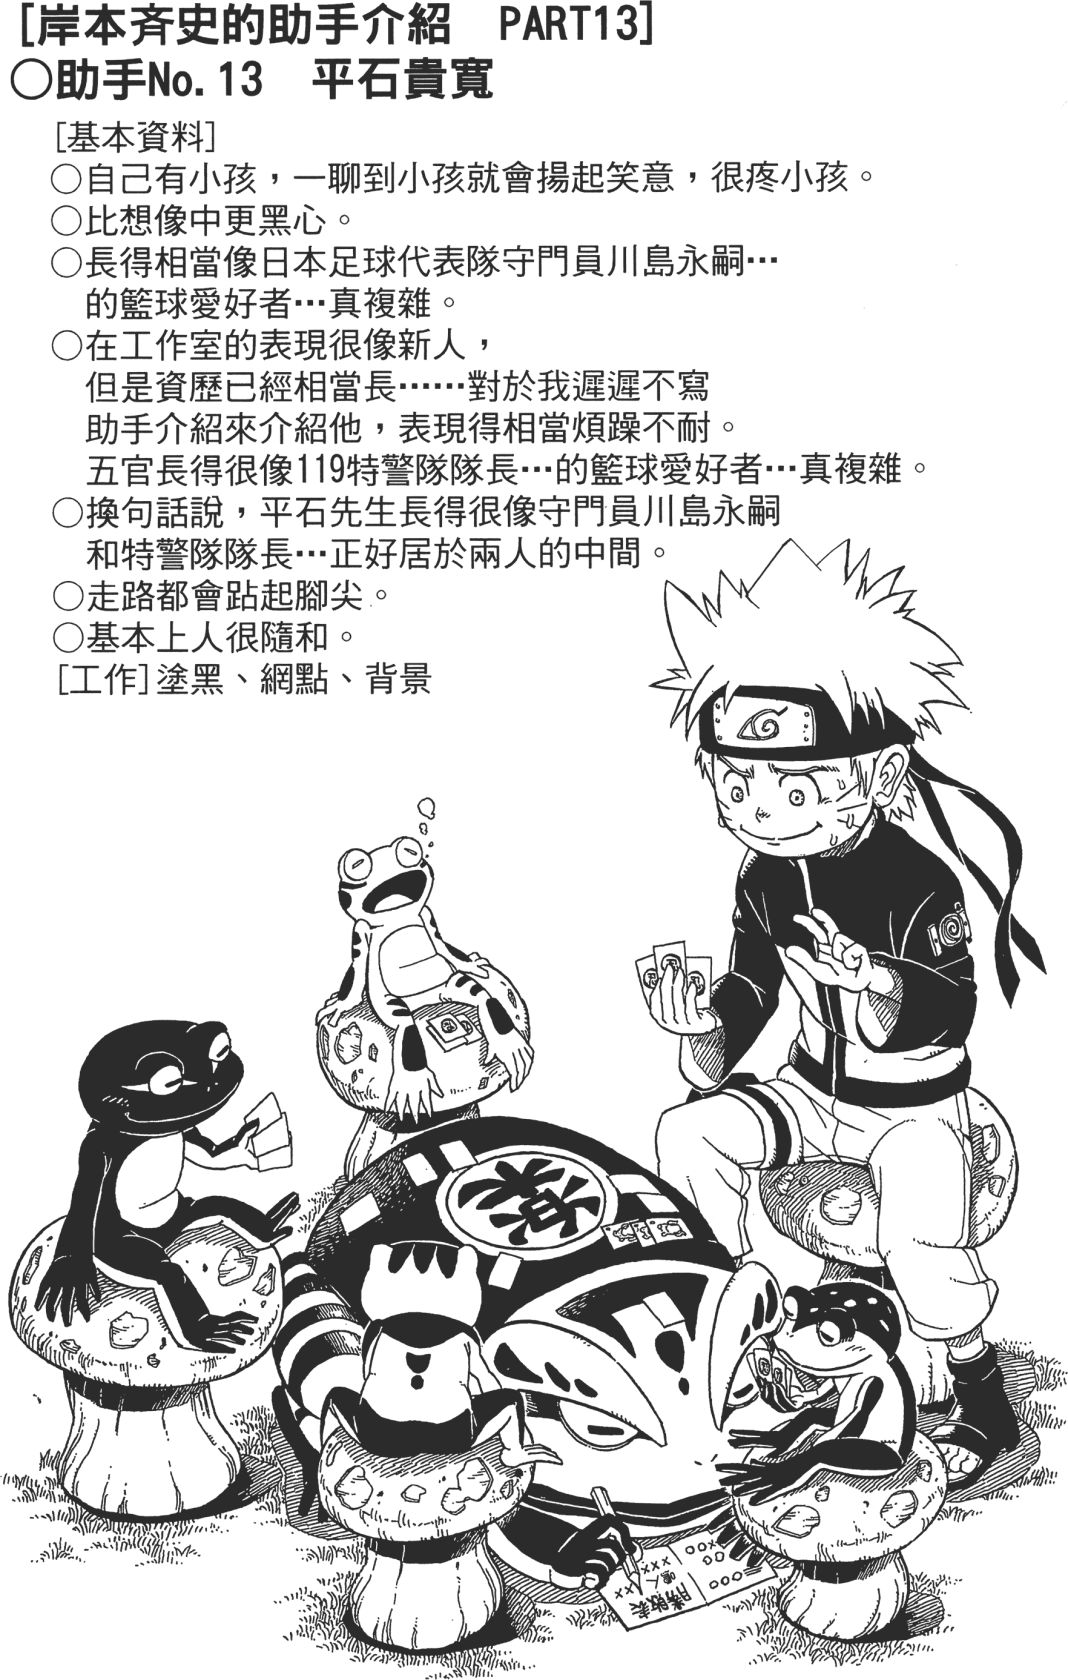 [岸本斉史的助手介紹　PART13]
○助手No.13　平石貴寬
[基本資料]
○自己有小孩，一聊到小孩就會揚起笑意，很疼小孩。
○比想像中更黑心。
○長得相當像日本足球代表隊守門員川島永嗣…
的籃球愛好者…真複雜。
○在工作室的表現很像新人，
但是資歷已經相當長……對於我遲遲不寫
助手介紹來介紹他，表現得相當煩躁不耐。
五官長得很像119特警隊隊長…的籃球愛好者…真複雜。
○換句話說，平石先生長得很像守門員川島永嗣
和特警隊隊長…正好居於兩人的中間。
○走路都會跕起腳尖。
○基本上人很隨和。
[工作]塗黑、網點、背景
勝敗表